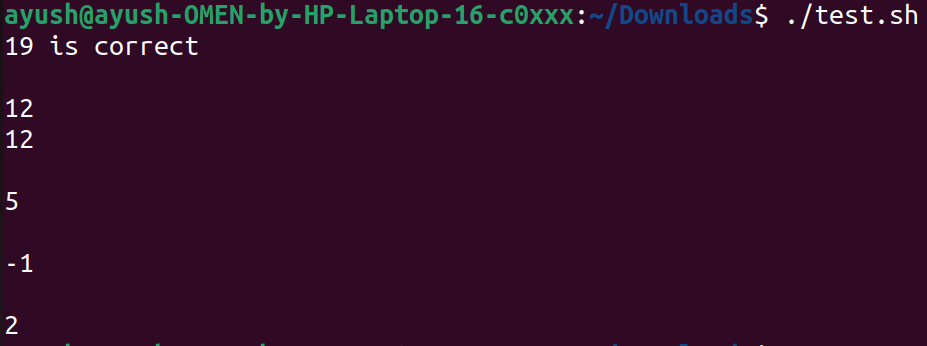 ayush@ayush-OMEN-by-HP-Laptop-16-c0xxx:~/Downloads$ ./test.sh
19 is correct
12
12
5
-1
2